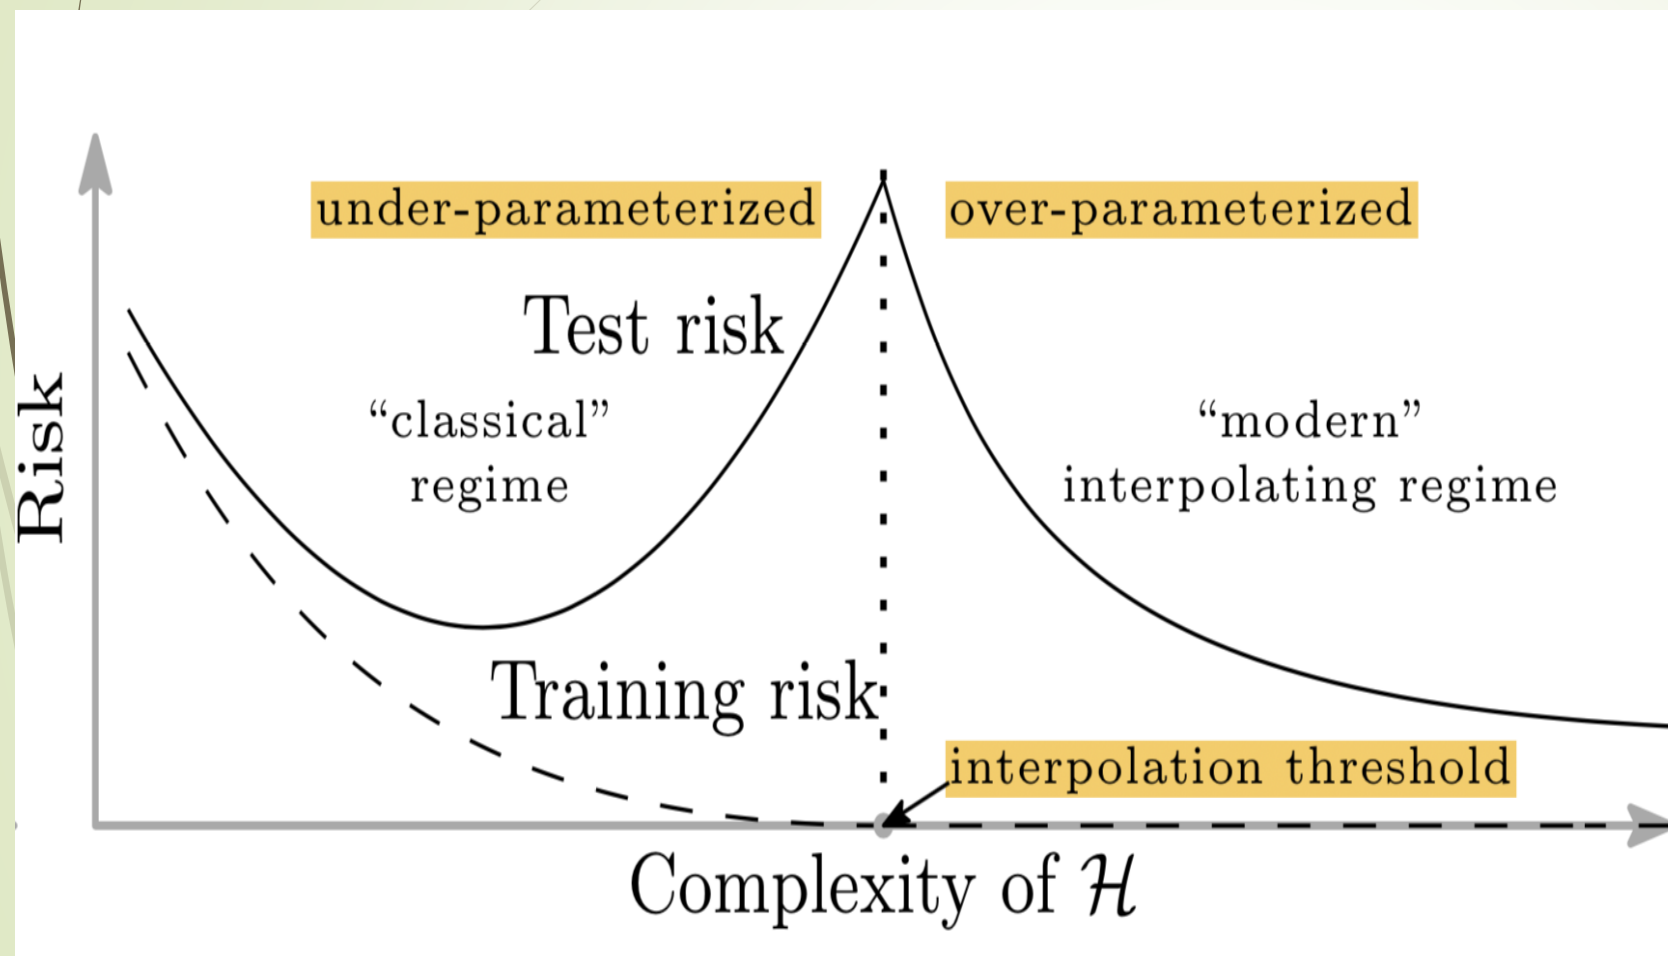 under-parameterized
over-parameterized
Test risk
“classical”
regime
“modern”
interpolating regime
Risk
Training risk
interpolation threshold
Complexity of ℋ